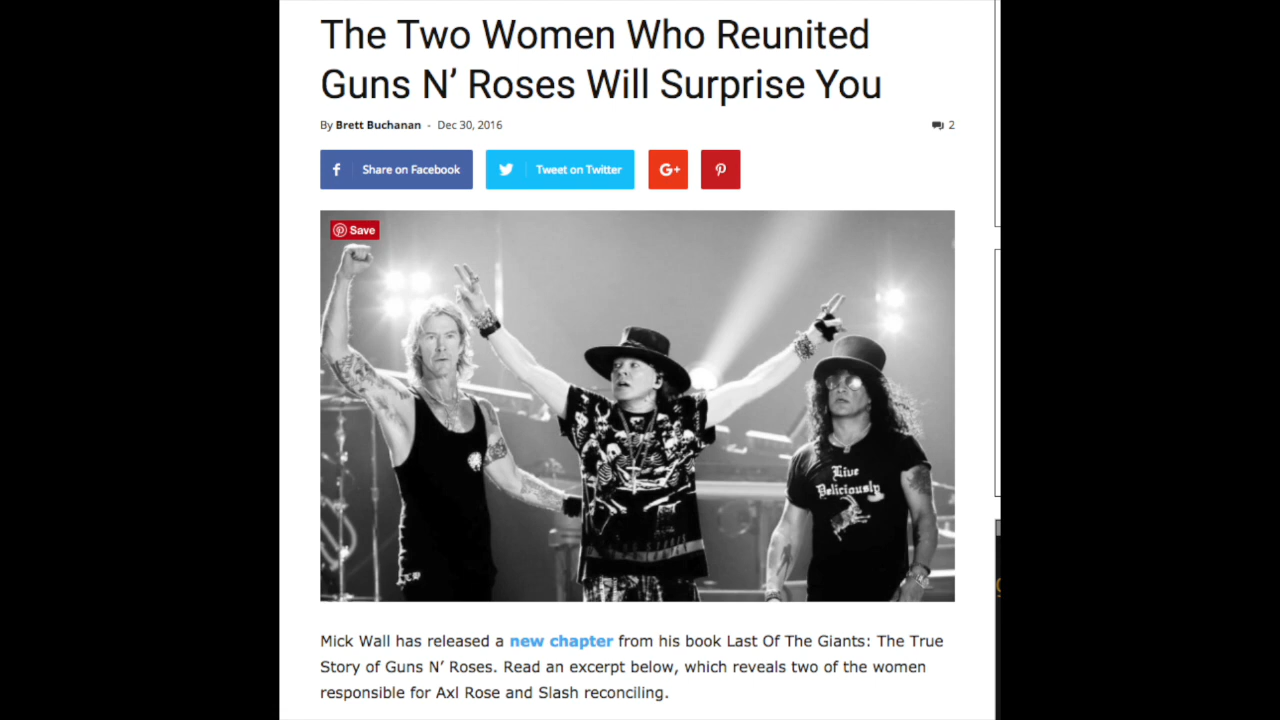 The Two Women Who Reunited
Guns N’ Roses Will Surprise You
By Brett Buchanan - Dec 30, 2016 2
Share on Facebook Tweet on Twitter G+
Save
Live
Deliciously
Mick Wall has released a new chapter from his book Last Of The Giants: The True
Story of Guns N’ Roses. Read an excerpt below, which reveals two of the women
responsible for Axl Rose and Slash reconciling.